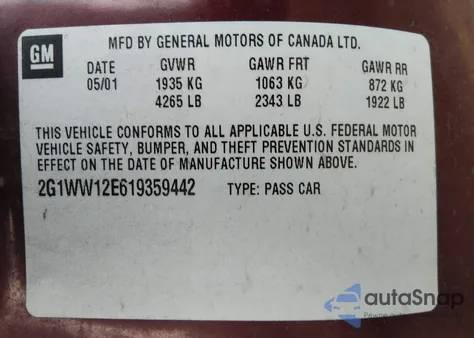 GM
MFD BY GENERAL MOTORS OF CANADA LTD.
DATE GVWR GAWR FRT GAWR RR
05/01 1935 KG 1063 KG 872 KG
4265 LB 2343 LB 1922 LB
THIS VEHICLE CONFORMS TO ALL APPLICABLE U.S. FEDERAL MOTOR
VEHICLE SAFETY, BUMPER, AND THEFT PREVENTION STANDARDS IN
EFFECT ON THE DATE OF MANUFACTURE SHOWN ABOVE.
2G1WW12E619359442 TYPE: PASS CAR
autaSnap